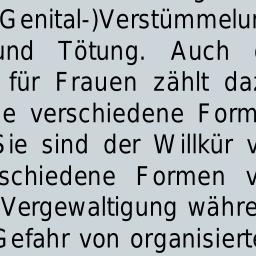 Genital-)Verstümmelun
und Tötung. Auch
für Frauen zählt daz
e verschiedene Form
Sie sind der Willkür v
schiedene Formen v
Vergewaltigung währe
Gefahr von organisierte